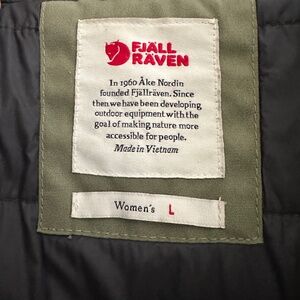 FJÄLL
RÄVEN
In 1960 Åke Nordin
founded Fjällräven. Since
then we have been developing
outdoor equipment with the
goal of making nature more
accessible for people.
Made in Vietnam
Women's L